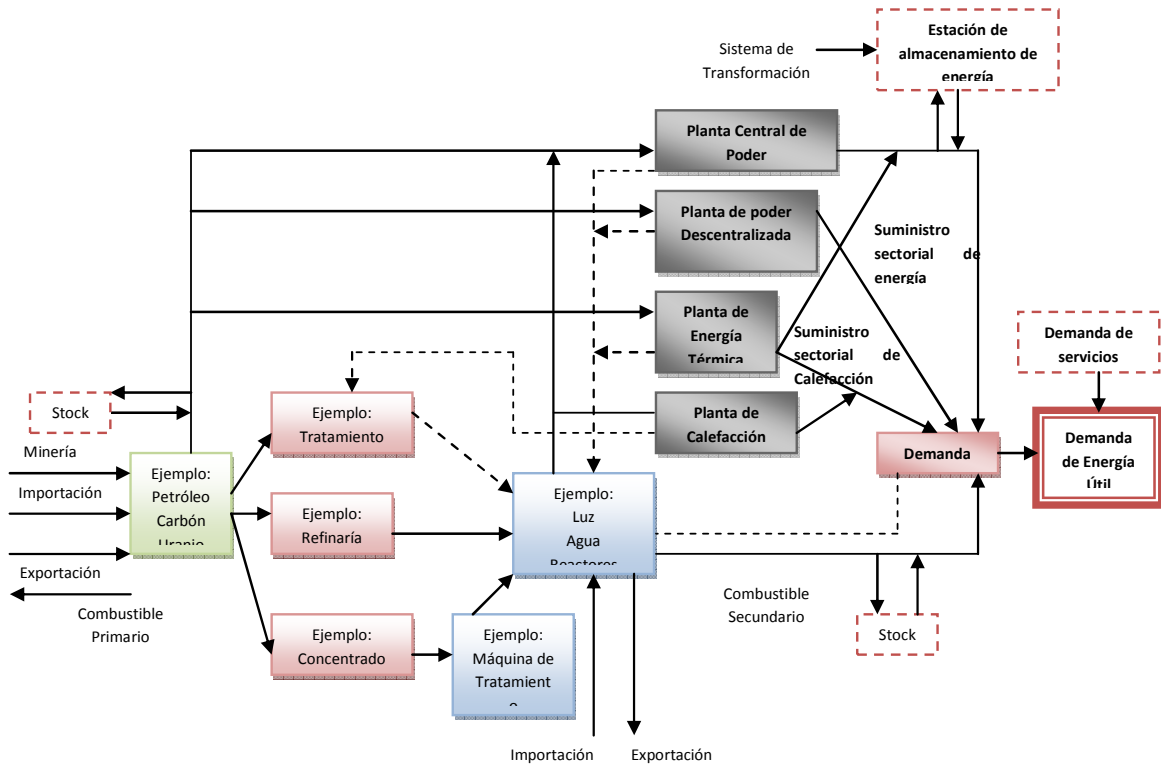 Estación de
almacenamiento de
energía
Sistema de
Transformación
Planta Central de
Poder
Planta de poder
Descentralizada
Suministro
sectorial de
energía
Planta de
Energía
Térmica
Suministro
sectorial de
Calefacción
Demanda de
servicios
Stock
Ejemplo:
Tratamiento
Planta de
Calefacción
Minería
Importación
Exportación
Combustible
Primario
Ejemplo:
Petróleo
Carbón
Uranio
Ejemplo:
Refinaría
Ejemplo:
Luz
Agua
Reactores
Demanda
Demanda
de Energía
Útil
Ejemplo:
Concentrado
Ejemplo:
Máquina de
Tratamient
o
Combustible
Secundario
Stock
Importación
Exportación